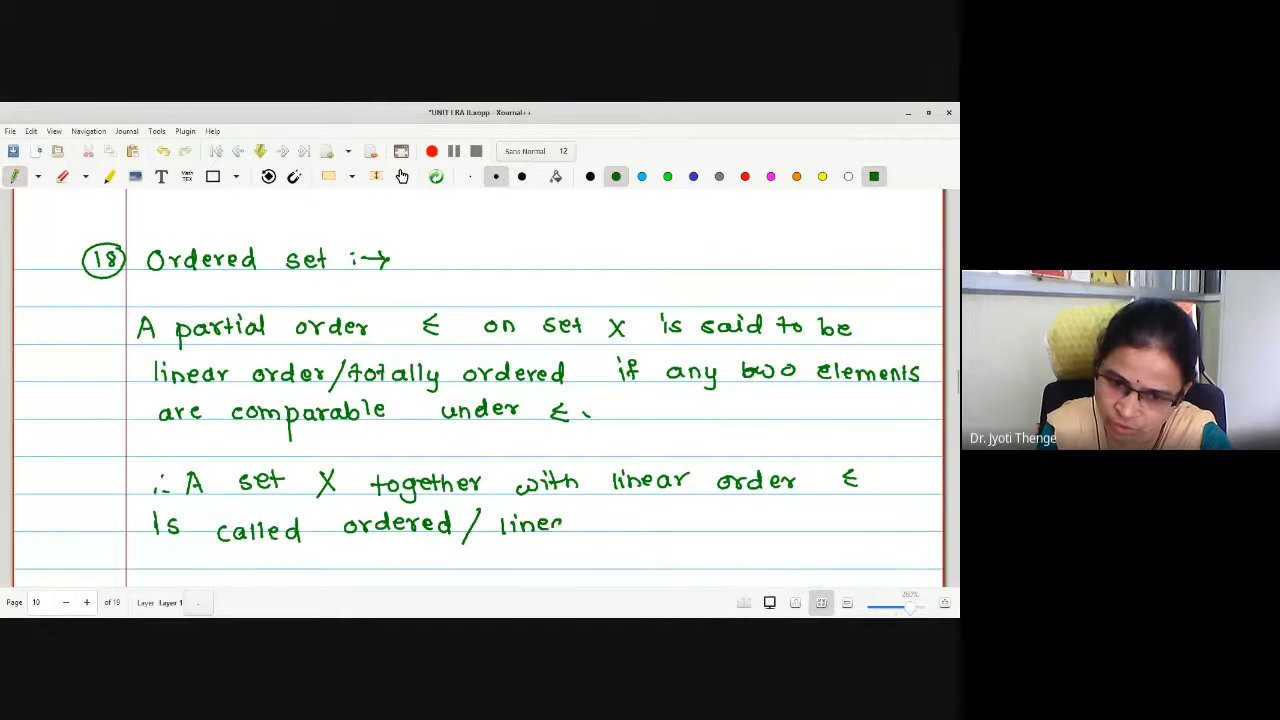 *UNIT I RA II.xopp - Xournal++
File Edit View Navigation Journal Tools Plugin Help
Sans Normal 12
18 Ordered set :→
A partial order ≤ on set X is said to be
linear order/totally ordered if any two elements
are comparable under ≤.
∴ A set X together with linear order ≤
Is called ordered/ linea
Dr. Jyoti Thenge
Page 10 of 19 Layer Layer 1
260%